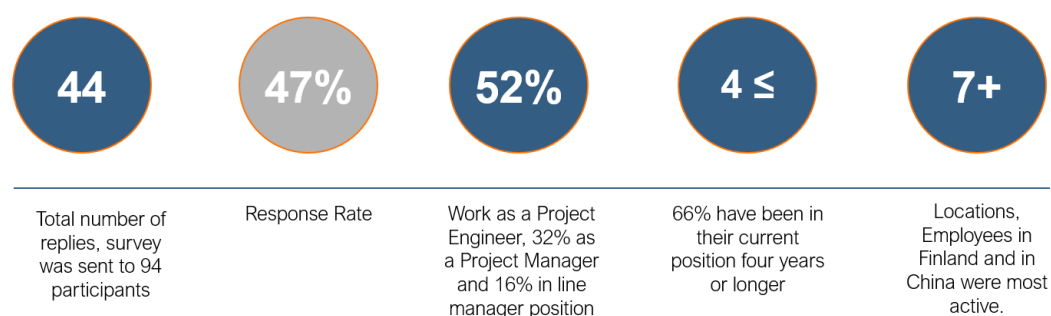 44
47%
52%
4 ≤
7+
Total number of
replies, survey
was sent to 94
participants
Response Rate
Work as a Project
Engineer, 32% as
a Project Manager
and 16% in line
manager position
66% have been in
their current
position four years
or longer
Locations,
Employees in
Finland and in
China were most
active.